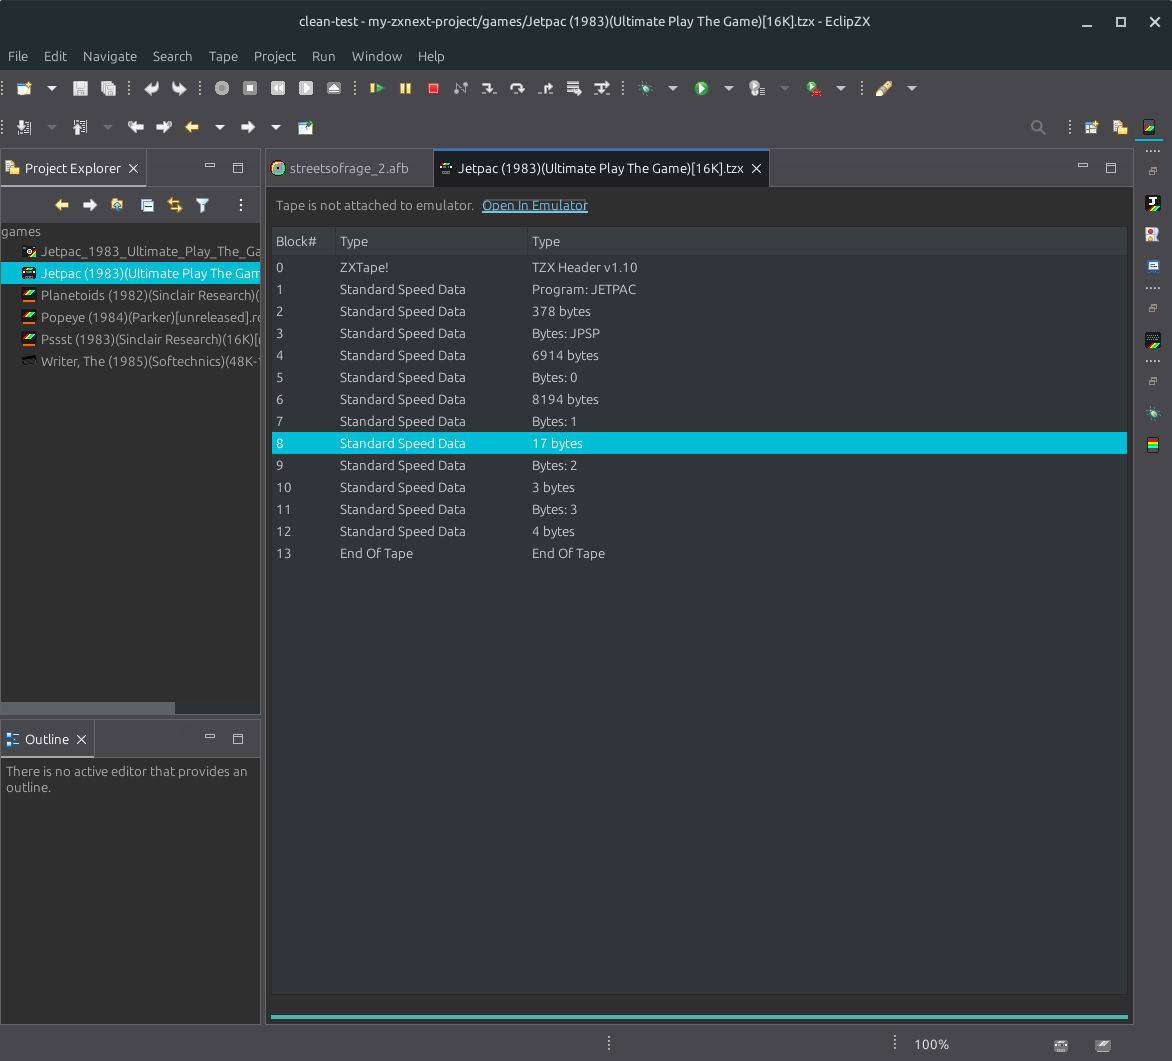 clean-test - my-zxnext-project/games/Jetpac (1983)(Ultimate Play The Game)[16K].tzx - EclipZX
File Edit Navigate Search Tape Project Run Window Help
Project Explorer
streetsofrage_2.afb
Jetpac (1983)(Ultimate Play The Game)[16K].tzx
games
Jetpac_1983_Ultimate_Play_The_Ga
Jetpac (1983)(Ultimate Play The Gam
Planetoids (1982)(Sinclair Research)(
Popeye (1984)(Parker)[unreleased].ro
Pssst (1983)(Sinclair Research)(16K)[
Writer, The (1985)(Softechnics)(48K-1
Tape is not attached to emulator. Open In Emulator
Block# Type Type
0 ZXTape! TZX Header v1.10
1 Standard Speed Data Program: JETPAC
2 Standard Speed Data 378 bytes
3 Standard Speed Data Bytes: JPSP
4 Standard Speed Data 6914 bytes
5 Standard Speed Data Bytes: 0
6 Standard Speed Data 8194 bytes
7 Standard Speed Data Bytes: 1
8 Standard Speed Data 17 bytes
9 Standard Speed Data Bytes: 2
10 Standard Speed Data 3 bytes
11 Standard Speed Data Bytes: 3
12 Standard Speed Data 4 bytes
13 End Of Tape End Of Tape
Outline
There is no active editor that provides an
outline.
100%